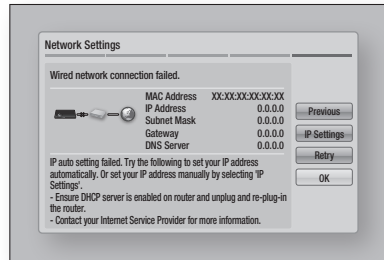 Network Settings
Wired network connection failed.
MAC Address XX:XX:XX:XX:XX:XX
IP Address 0.0.0.0
Subnet Mask 0.0.0.0
Gateway 0.0.0.0
DNS Server 0.0.0.0
Previous
IP Settings
Retry
OK
IP auto setting failed. Try the following to set your IP address
automatically. Or set your IP address manually by selecting 'IP
Settings'.
- Ensure DHCP server is enabled on router and unplug and re-plug-in
the router.
- Contact your Internet Service Provider for more information.